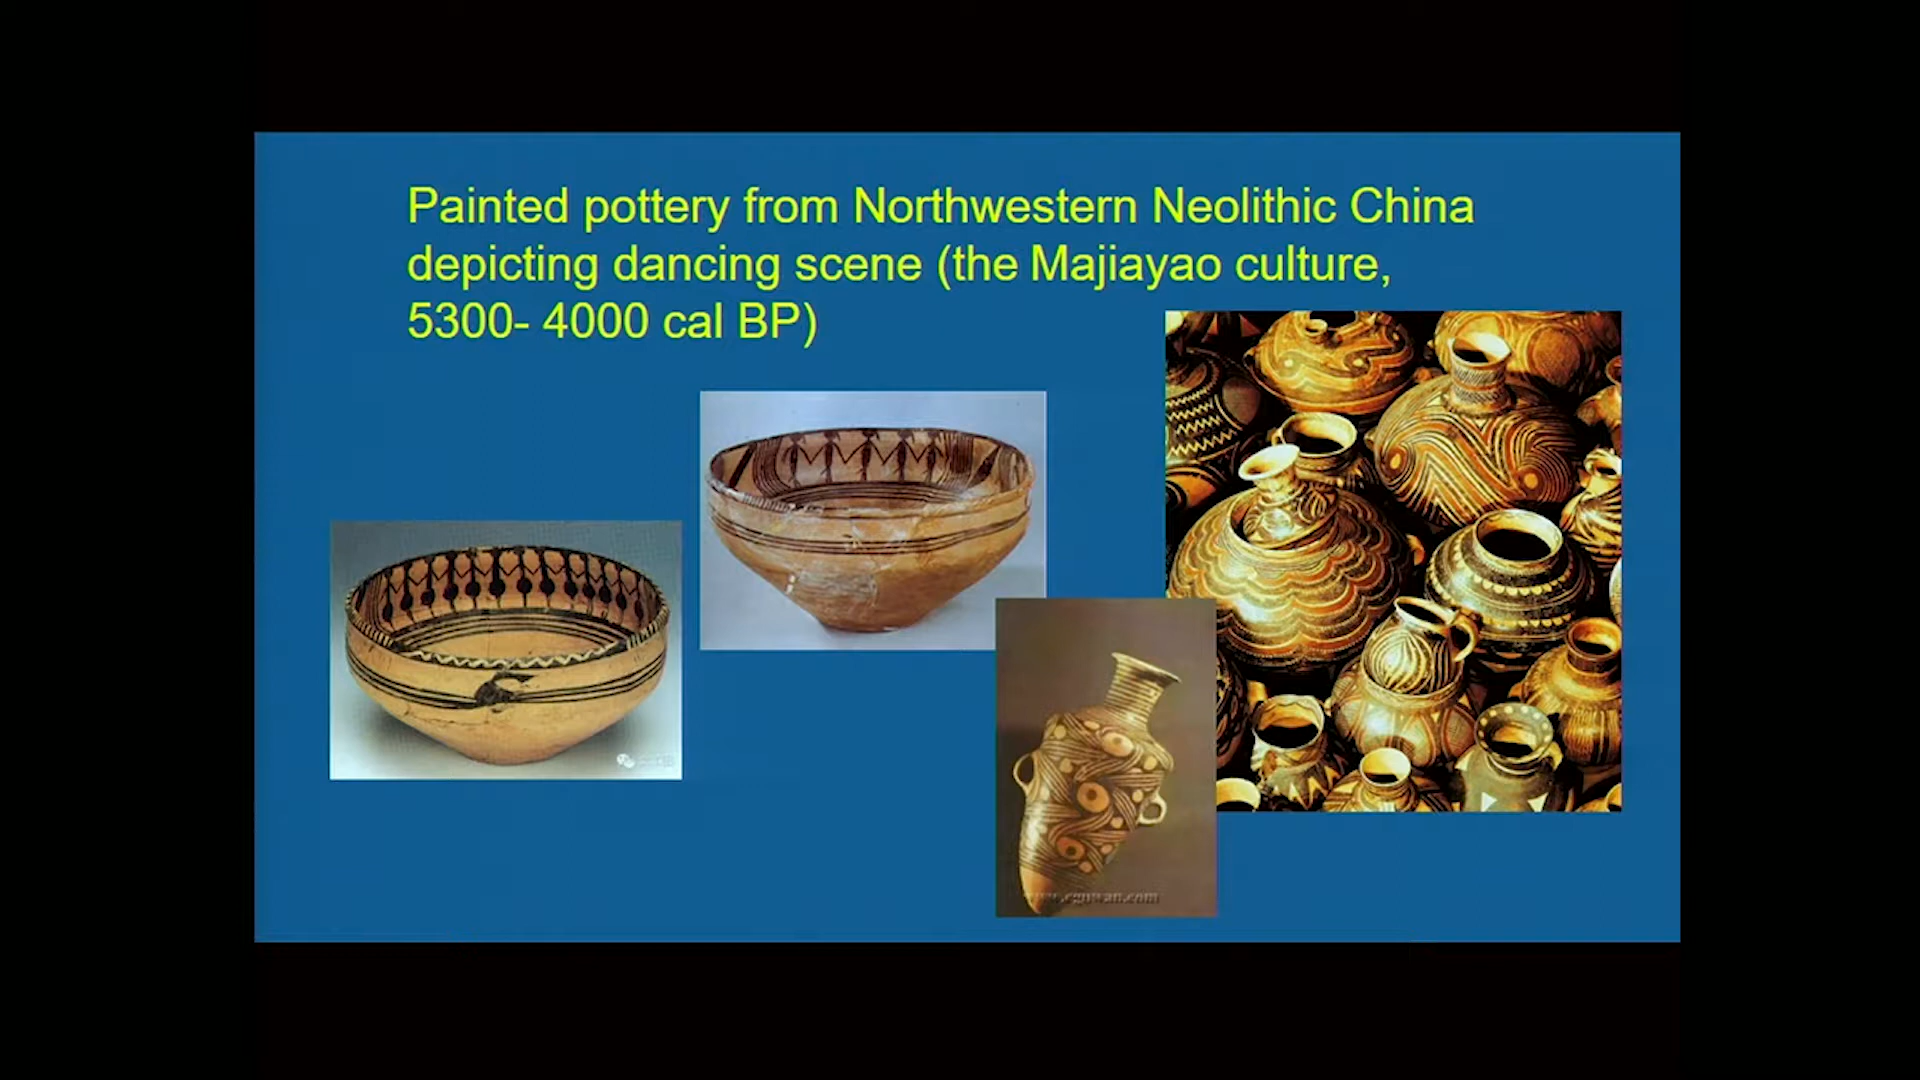 Painted pottery from Northwestern Neolithic China
depicting dancing scene (the Majiayao culture,
5300- 4000 cal BP)